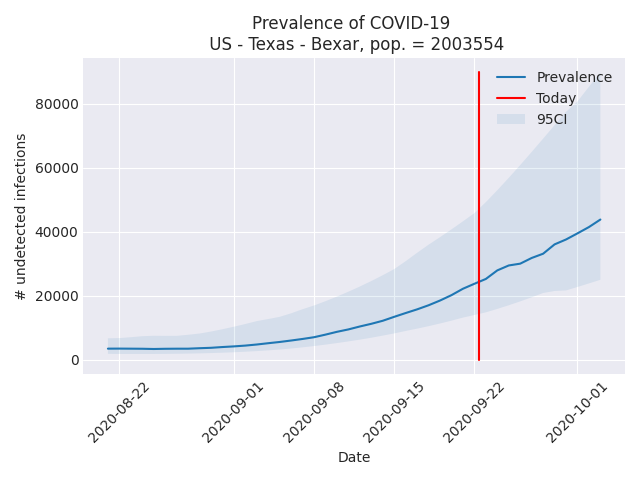 Prevalence of COVID-19
US - Texas - Bexar, pop. = 2003554
Prevalence
Today
95CI
# undetected infections
80000
60000
40000
20000
0
2020-08-22
2020-09-01
2020-09-08
2020-09-15
2020-09-22
2020-10-01
Date